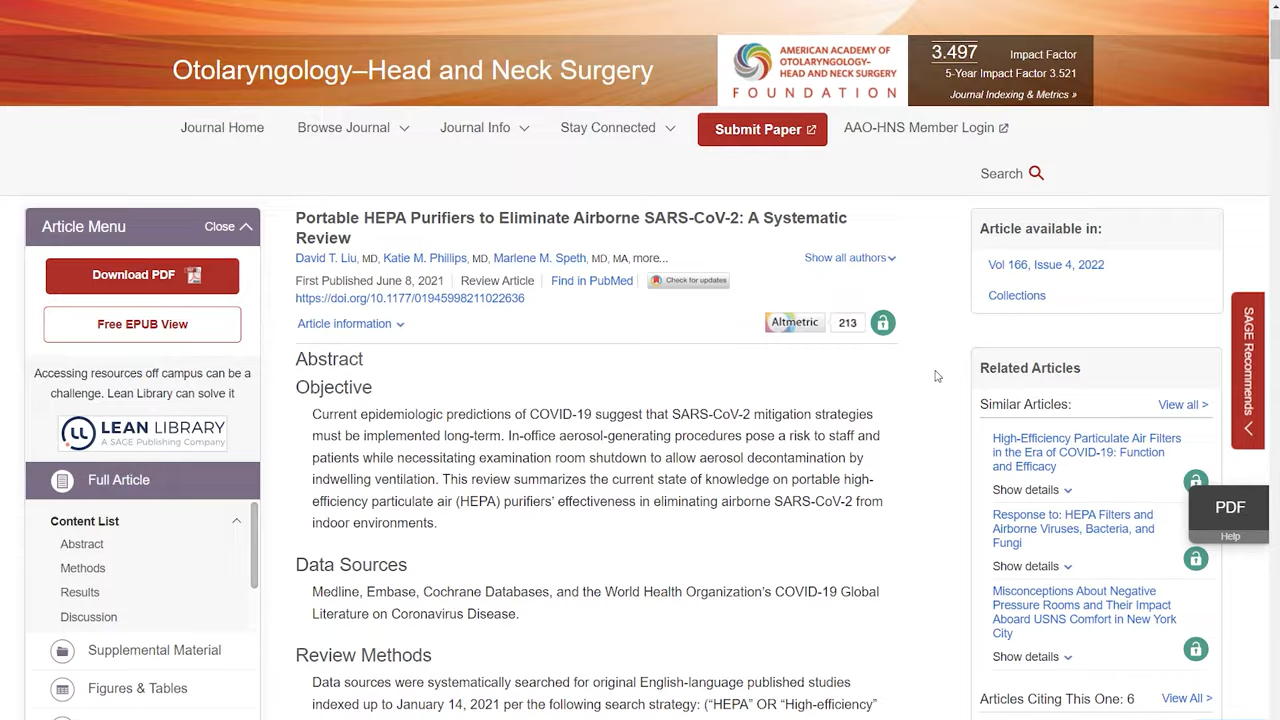 Otolaryngology–Head and Neck Surgery
AMERICAN ACADEMY OF
OTOLARYNGOLOGY-
HEAD AND NECK SURGERY
FOUNDATION
3.497 Impact Factor
5-Year Impact Factor 3.521
Journal Indexing & Metrics »
Journal Home Browse Journal Journal Info Stay Connected Submit Paper AAO-HNS Member Login
Search
Article Menu Close
Download PDF
Free EPUB View
Accessing resources off campus can be a
challenge. Lean Library can solve it
LL LEAN LIBRARY
A SAGE Publishing Company
Full Article
Content List
Abstract
Methods
Results
Discussion
Supplemental Material
Figures & Tables
Portable HEPA Purifiers to Eliminate Airborne SARS-CoV-2: A Systematic
Review
David T. Liu, MD, Katie M. Phillips, MD, Marlene M. Speth, MD, MA, more... Show all authors
First Published June 8, 2021 Review Article Find in PubMed Check for updates
https://doi.org/10.1177/01945998211022636
Article information Altmetric 213
Abstract
Objective
Current epidemiologic predictions of COVID-19 suggest that SARS-CoV-2 mitigation strategies
must be implemented long-term. In-office aerosol-generating procedures pose a risk to staff and
patients while necessitating examination room shutdown to allow aerosol decontamination by
indwelling ventilation. This review summarizes the current state of knowledge on portable high-
efficiency particulate air (HEPA) purifiers’ effectiveness in eliminating airborne SARS-CoV-2 from
indoor environments.
Data Sources
Medline, Embase, Cochrane Databases, and the World Health Organization’s COVID-19 Global
Literature on Coronavirus Disease.
Review Methods
Data sources were systematically searched for original English-language published studies
indexed up to January 14, 2021 per the following search strategy: (“HEPA” OR “High-efficiency”
Article available in:
Vol 166, Issue 4, 2022
Collections
Related Articles
Similar Articles: View all >
High-Efficiency Particulate Air Filters
in the Era of COVID-19: Function
and Efficacy
Show details
Response to: HEPA Filters and
Airborne Viruses, Bacteria, and
Fungi
Show details
Misconceptions About Negative
Pressure Rooms and Their Impact
Aboard USNS Comfort in New York
City
Show details
Articles Citing This One: 6 View All >
SAGE Recommends
PDF
Help